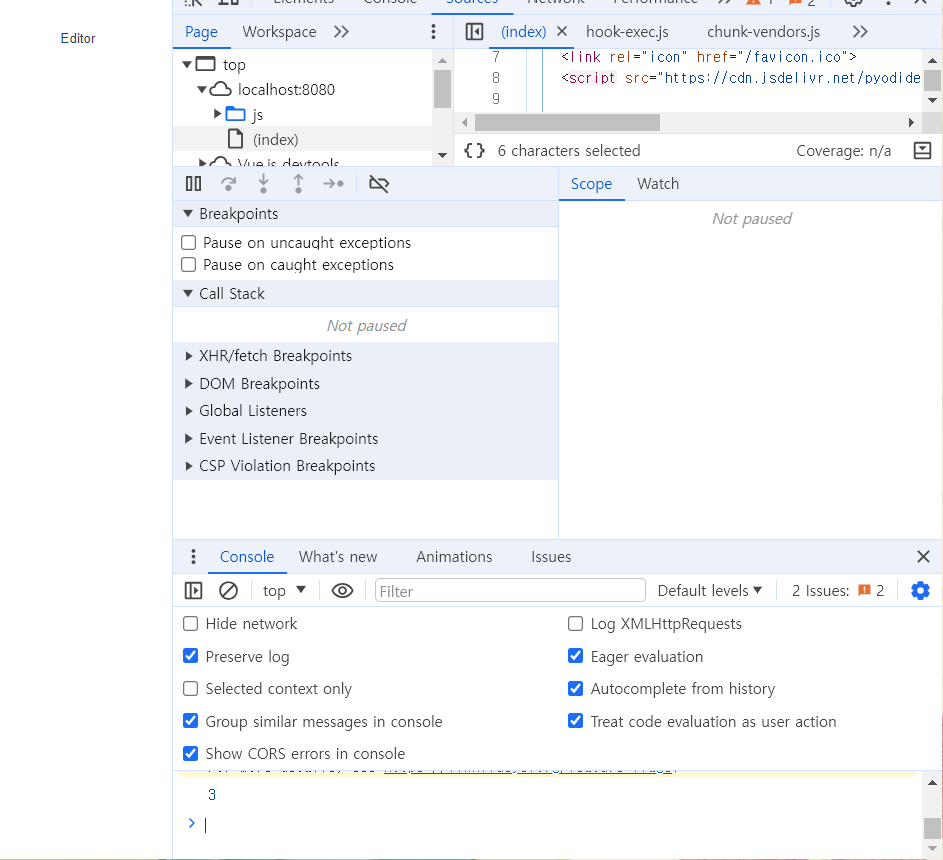 Editor
Elements Console Sources Network Performance 1 2
Page Workspace
(index) hook-exec.js chunk-vendors.js
top
localhost:8080
js
(index)
Vue.js devtools
7 <link rel="icon" href="/favicon.ico">
8 <script src="https://cdn.jsdelivr.net/pyodide
9
{ } 6 characters selected Coverage: n/a
Scope Watch
Not paused
Breakpoints
Pause on uncaught exceptions
Pause on caught exceptions
Call Stack
Not paused
XHR/fetch Breakpoints
DOM Breakpoints
Global Listeners
Event Listener Breakpoints
CSP Violation Breakpoints
Console What's new Animations Issues
top Filter Default levels 2 Issues: 2
Hide network Log XMLHttpRequests
Preserve log Eager evaluation
Selected context only Autocomplete from history
Group similar messages in console Treat code evaluation as user action
Show CORS errors in console
3
>